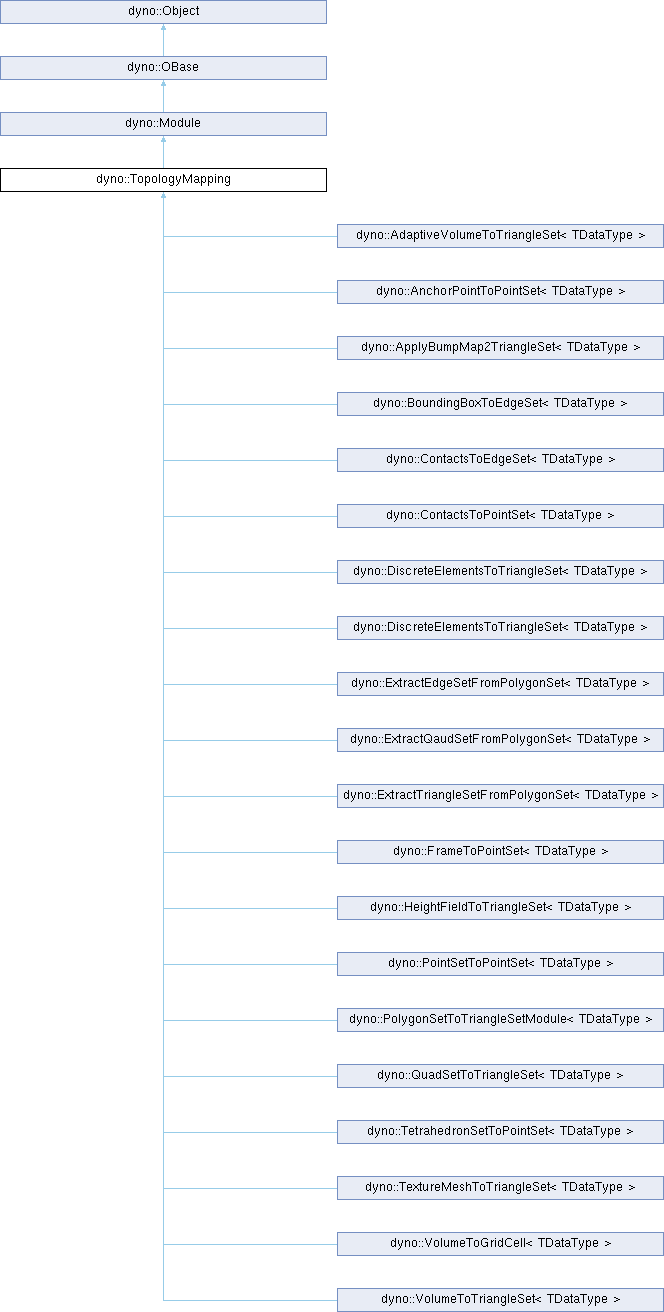 dyno::Object
dyno::OBase
dyno::Module
dyno::TopologyMapping
dyno::AdaptiveVolumeToTriangleSet< TDataType >
dyno::AnchorPointToPointSet< TDataType >
dyno::ApplyBumpMap2TriangleSet< TDataType >
dyno::BoundingBoxToEdgeSet< TDataType >
dyno::ContactsToEdgeSet< TDataType >
dyno::ContactsToPointSet< TDataType >
dyno::DiscreteElementsToTriangleSet< TDataType >
dyno::DiscreteElementsToTriangleSet< TDataType >
dyno::ExtractEdgeSetFromPolygonSet< TDataType >
dyno::ExtractQaudSetFromPolygonSet< TDataType >
dyno::ExtractTriangleSetFromPolygonSet< TDataType >
dyno::FrameToPointSet< TDataType >
dyno::HeightFieldToTriangleSet< TDataType >
dyno::PointSetToPointSet< TDataType >
dyno::PolygonSetToTriangleSetModule< TDataType >
dyno::QuadSetToTriangleSet< TDataType >
dyno::TetrahedronSetToPointSet< TDataType >
dyno::TextureMeshToTriangleSet< TDataType >
dyno::VolumeToGridCell< TDataType >
dyno::VolumeToTriangleSet< TDataType >